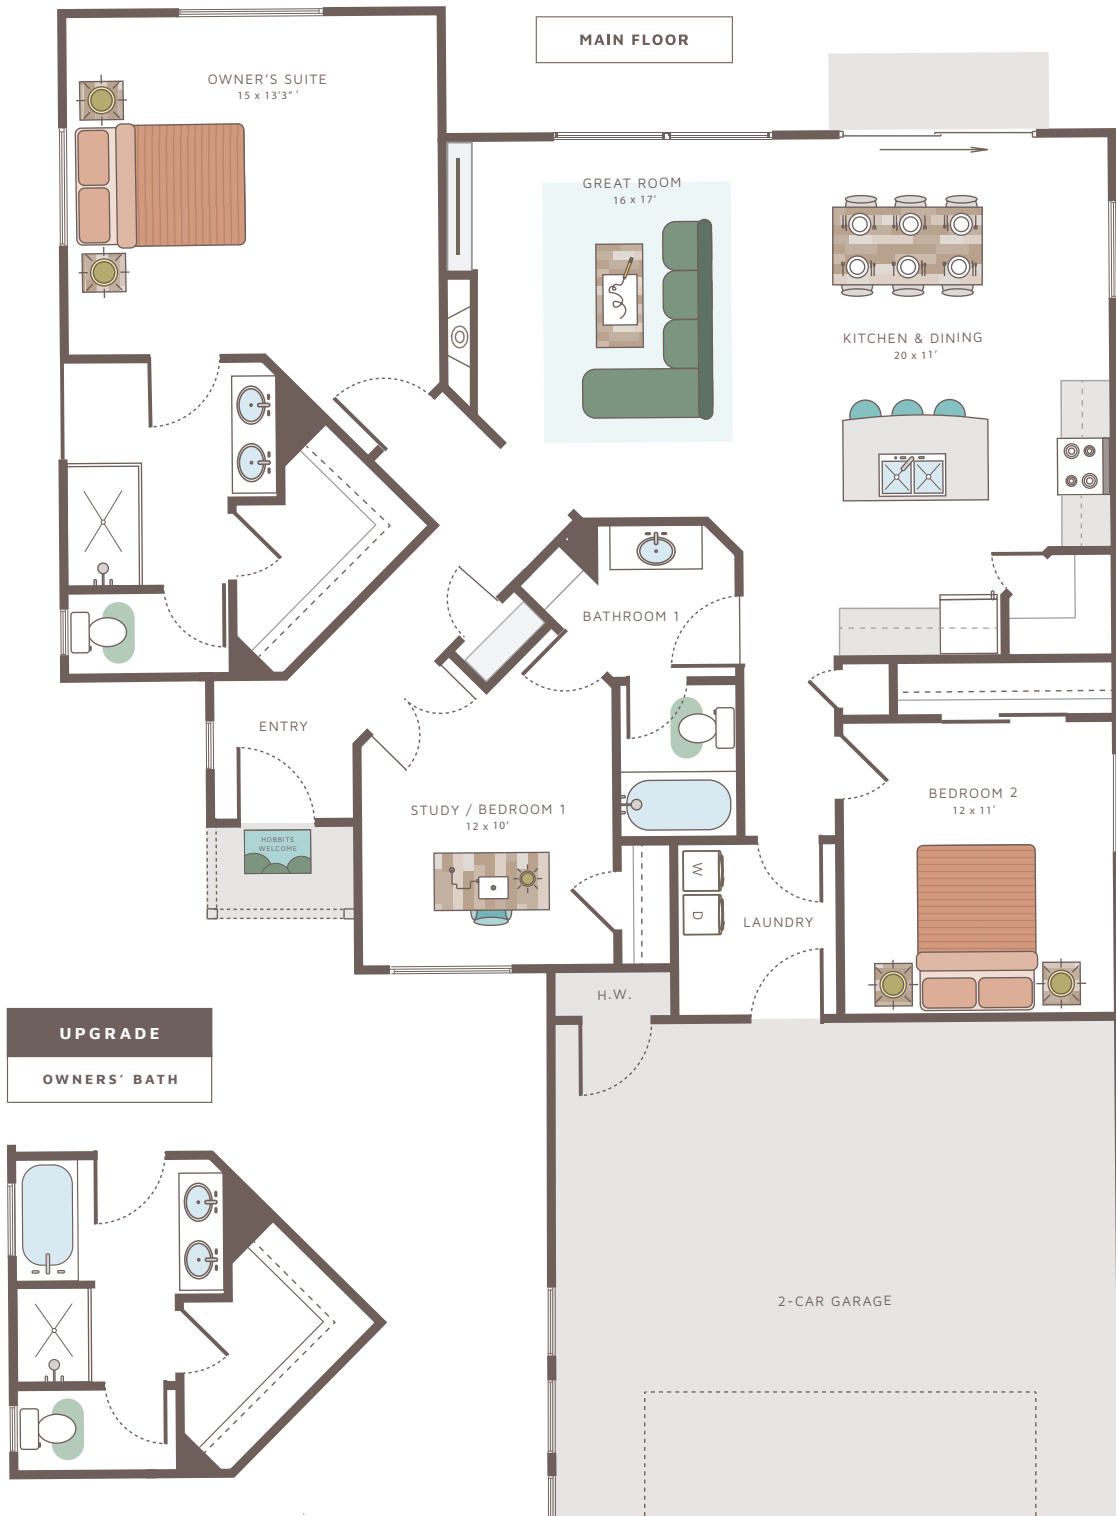 MAIN FLOOR
OWNER'S SUITE
15 x 13'3"'
GREAT ROOM
16 x 17'
KITCHEN & DINING
20 x 11'
BATHROOM 1
ENTRY
STUDY / BEDROOM 1
12 x 10'
BEDROOM 2
12 x 11'
HOBBITS
WELCOME
W
D
LAUNDRY
H.W.
UPGRADE
OWNERS' BATH
2-CAR GARAGE